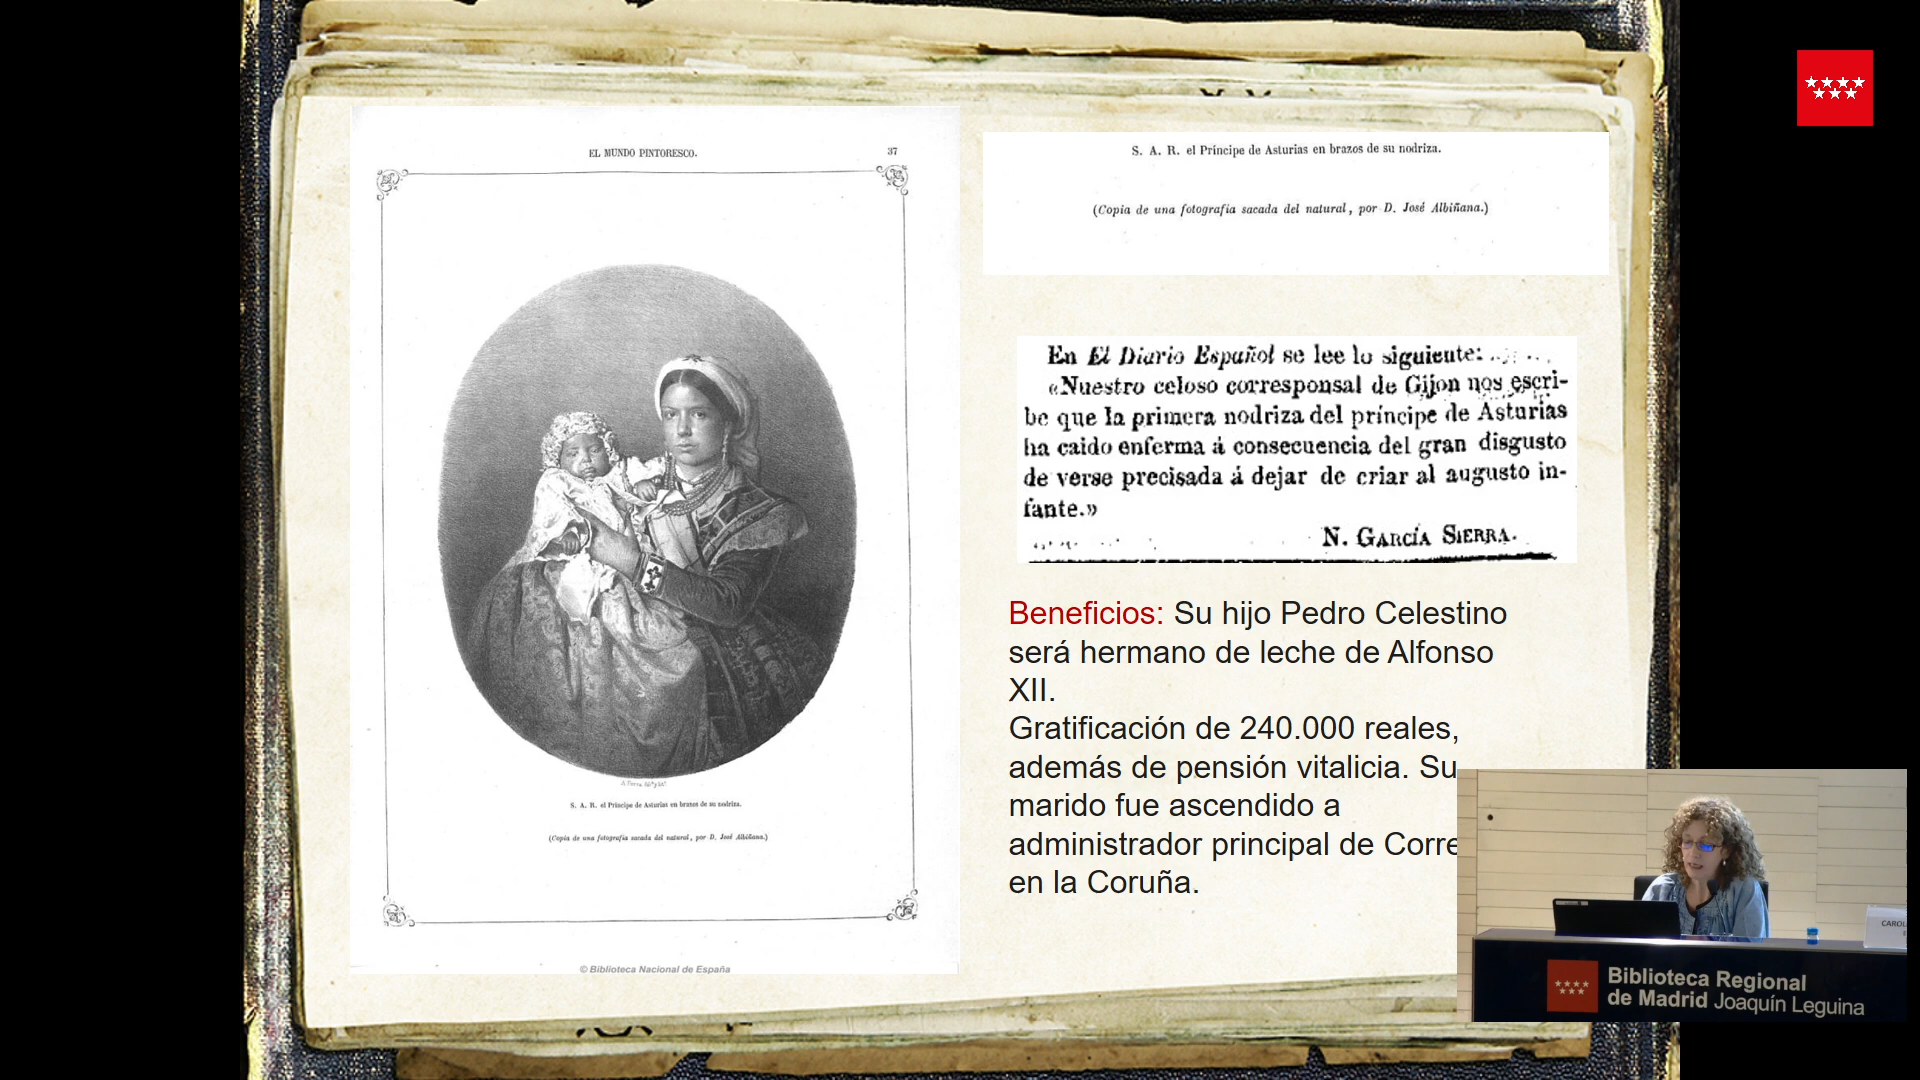 EL MUNDO PINTORESCO.
37
S. A. R. el Príncipe de Asturias en brazos de su nodriza.
(Copia de una fotografia sacada del natural, por D. José Albiñana.)
© Biblioteca Nacional de España
S. A. R. el Príncipe de Asturias en brazos de su nodriza.
(Copia de una fotografia sacada del natural, por D. José Albiñana.)
En El Diario Español se lee lo siguiente:
«Nuestro celoso corresponsal de Gijon nos escri-
be que la primera nodriza del príncipe de Asturias
ha caido enferma á consecuencia del gran disgusto
de verse precisada á dejar de criar al augusto in-
fante.»
N. GARCÍA SIERRA.
Beneficios: Su hijo Pedro Celestino
será hermano de leche de Alfonso
XII.
Gratificación de 240.000 reales,
además de pensión vitalicia. Su
marido fue ascendido a
administrador principal de Corre
en la Coruña.
CAROL
Biblioteca Regional
de Madrid Joaquín Leguina